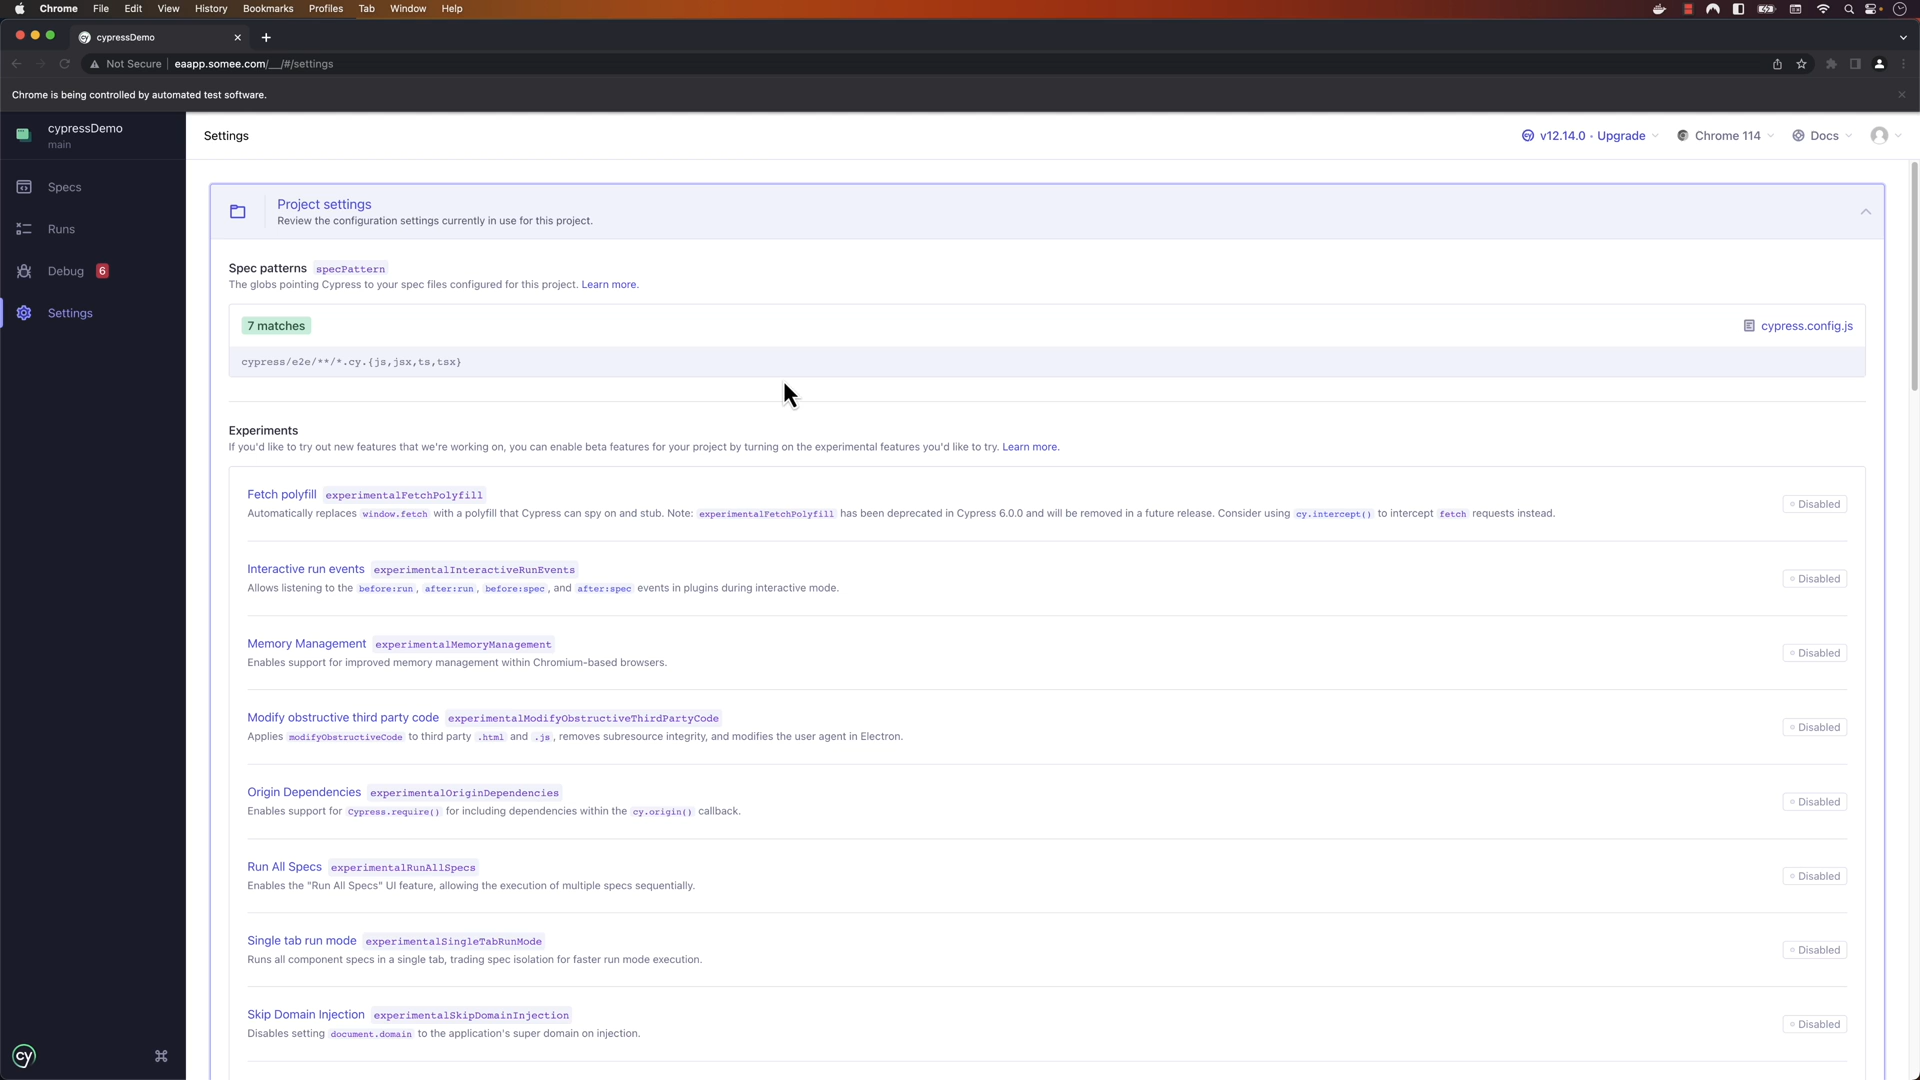 Chrome File Edit View History Bookmarks Profiles Tab Window Help
cypressDemo
Not Secure eaapp.somee.com/__/#/settings
Chrome is being controlled by automated test software.
cypressDemo
main
Specs
Runs
Debug 6
Settings
Settings
v12.14.0 · Upgrade
Chrome 114
Docs
Project settings
Review the configuration settings currently in use for this project.
Spec patterns specPattern
The globs pointing Cypress to your spec files configured for this project. Learn more.
7 matches
cypress.config.js
cypress/e2e/**/*.cy.{js,jsx,ts,tsx}
Experiments
If you'd like to try out new features that we're working on, you can enable beta features for your project by turning on the experimental features you'd like to try. Learn more.
Fetch polyfill experimentalFetchPolyfill
Automatically replaces window.fetch with a polyfill that Cypress can spy on and stub. Note: experimentalFetchPolyfill has been deprecated in Cypress 6.0.0 and will be removed in a future release. Consider using cy.intercept() to intercept fetch requests instead.
Disabled
Interactive run events experimentalInteractiveRunEvents
Allows listening to the before:run, after:run, before:spec, and after:spec events in plugins during interactive mode.
Disabled
Memory Management experimentalMemoryManagement
Enables support for improved memory management within Chromium-based browsers.
Disabled
Modify obstructive third party code experimentalModifyObstructiveThirdPartyCode
Applies modifyObstructiveCode to third party .html and .js, removes subresource integrity, and modifies the user agent in Electron.
Disabled
Origin Dependencies experimentalOriginDependencies
Enables support for Cypress.require() for including dependencies within the cy.origin() callback.
Disabled
Run All Specs experimentalRunAllSpecs
Enables the "Run All Specs" UI feature, allowing the execution of multiple specs sequentially.
Disabled
Single tab run mode experimentalSingleTabRunMode
Runs all component specs in a single tab, trading spec isolation for faster run mode execution.
Disabled
Skip Domain Injection experimentalSkipDomainInjection
Disables setting document.domain to the application's super domain on injection.
Disabled
cy